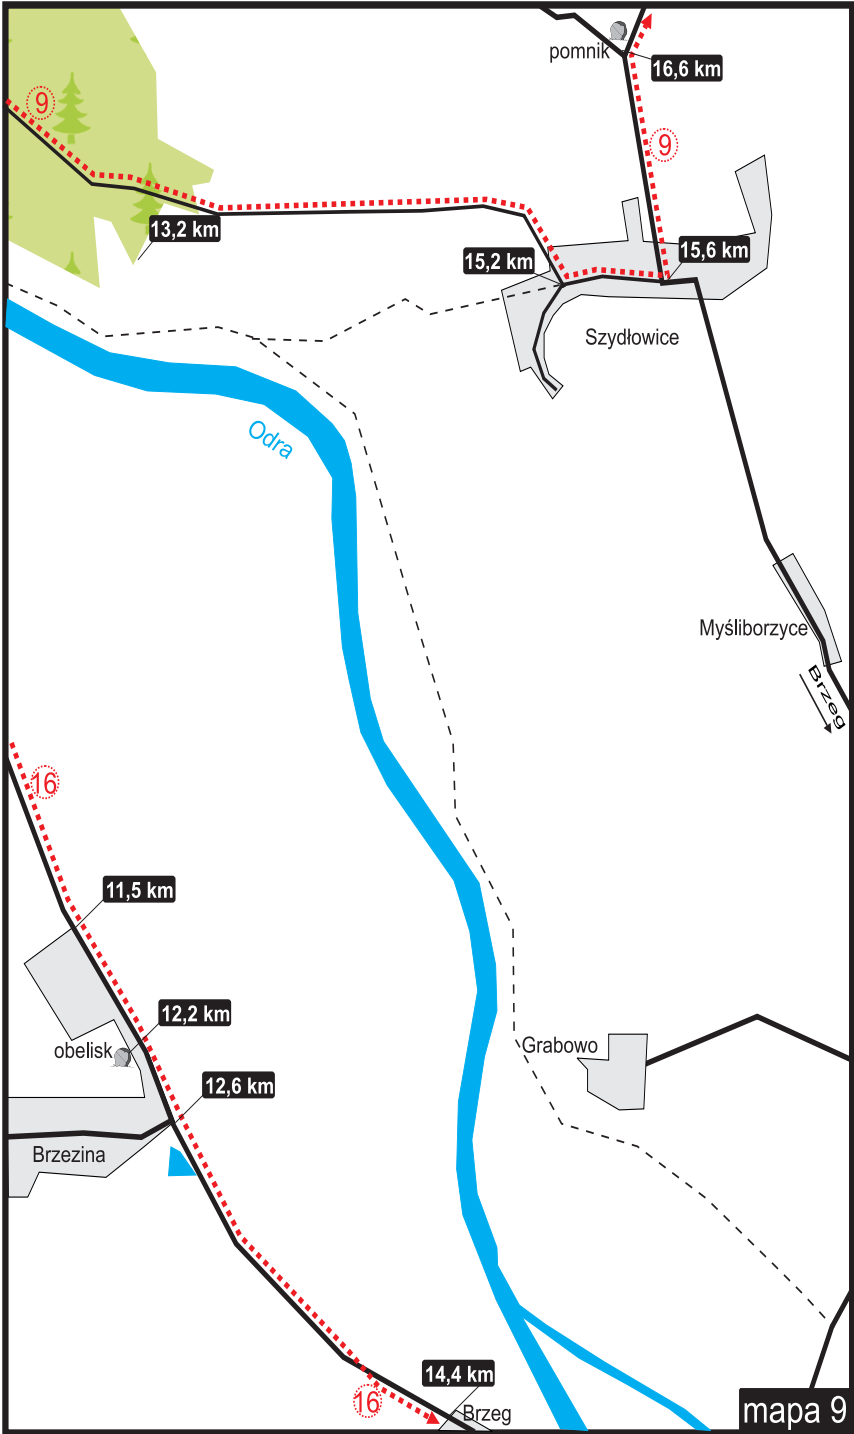 pomnik
16,6 km
9
9
13,2 km
15,2 km
15,6 km
Szydłowice
Odra
Myśliborzyce
Brzeg
16
11,5 km
12,2 km
obelisk
Grabowo
12,6 km
Brzezina
14,4 km
16
Brzeg
mapa 9